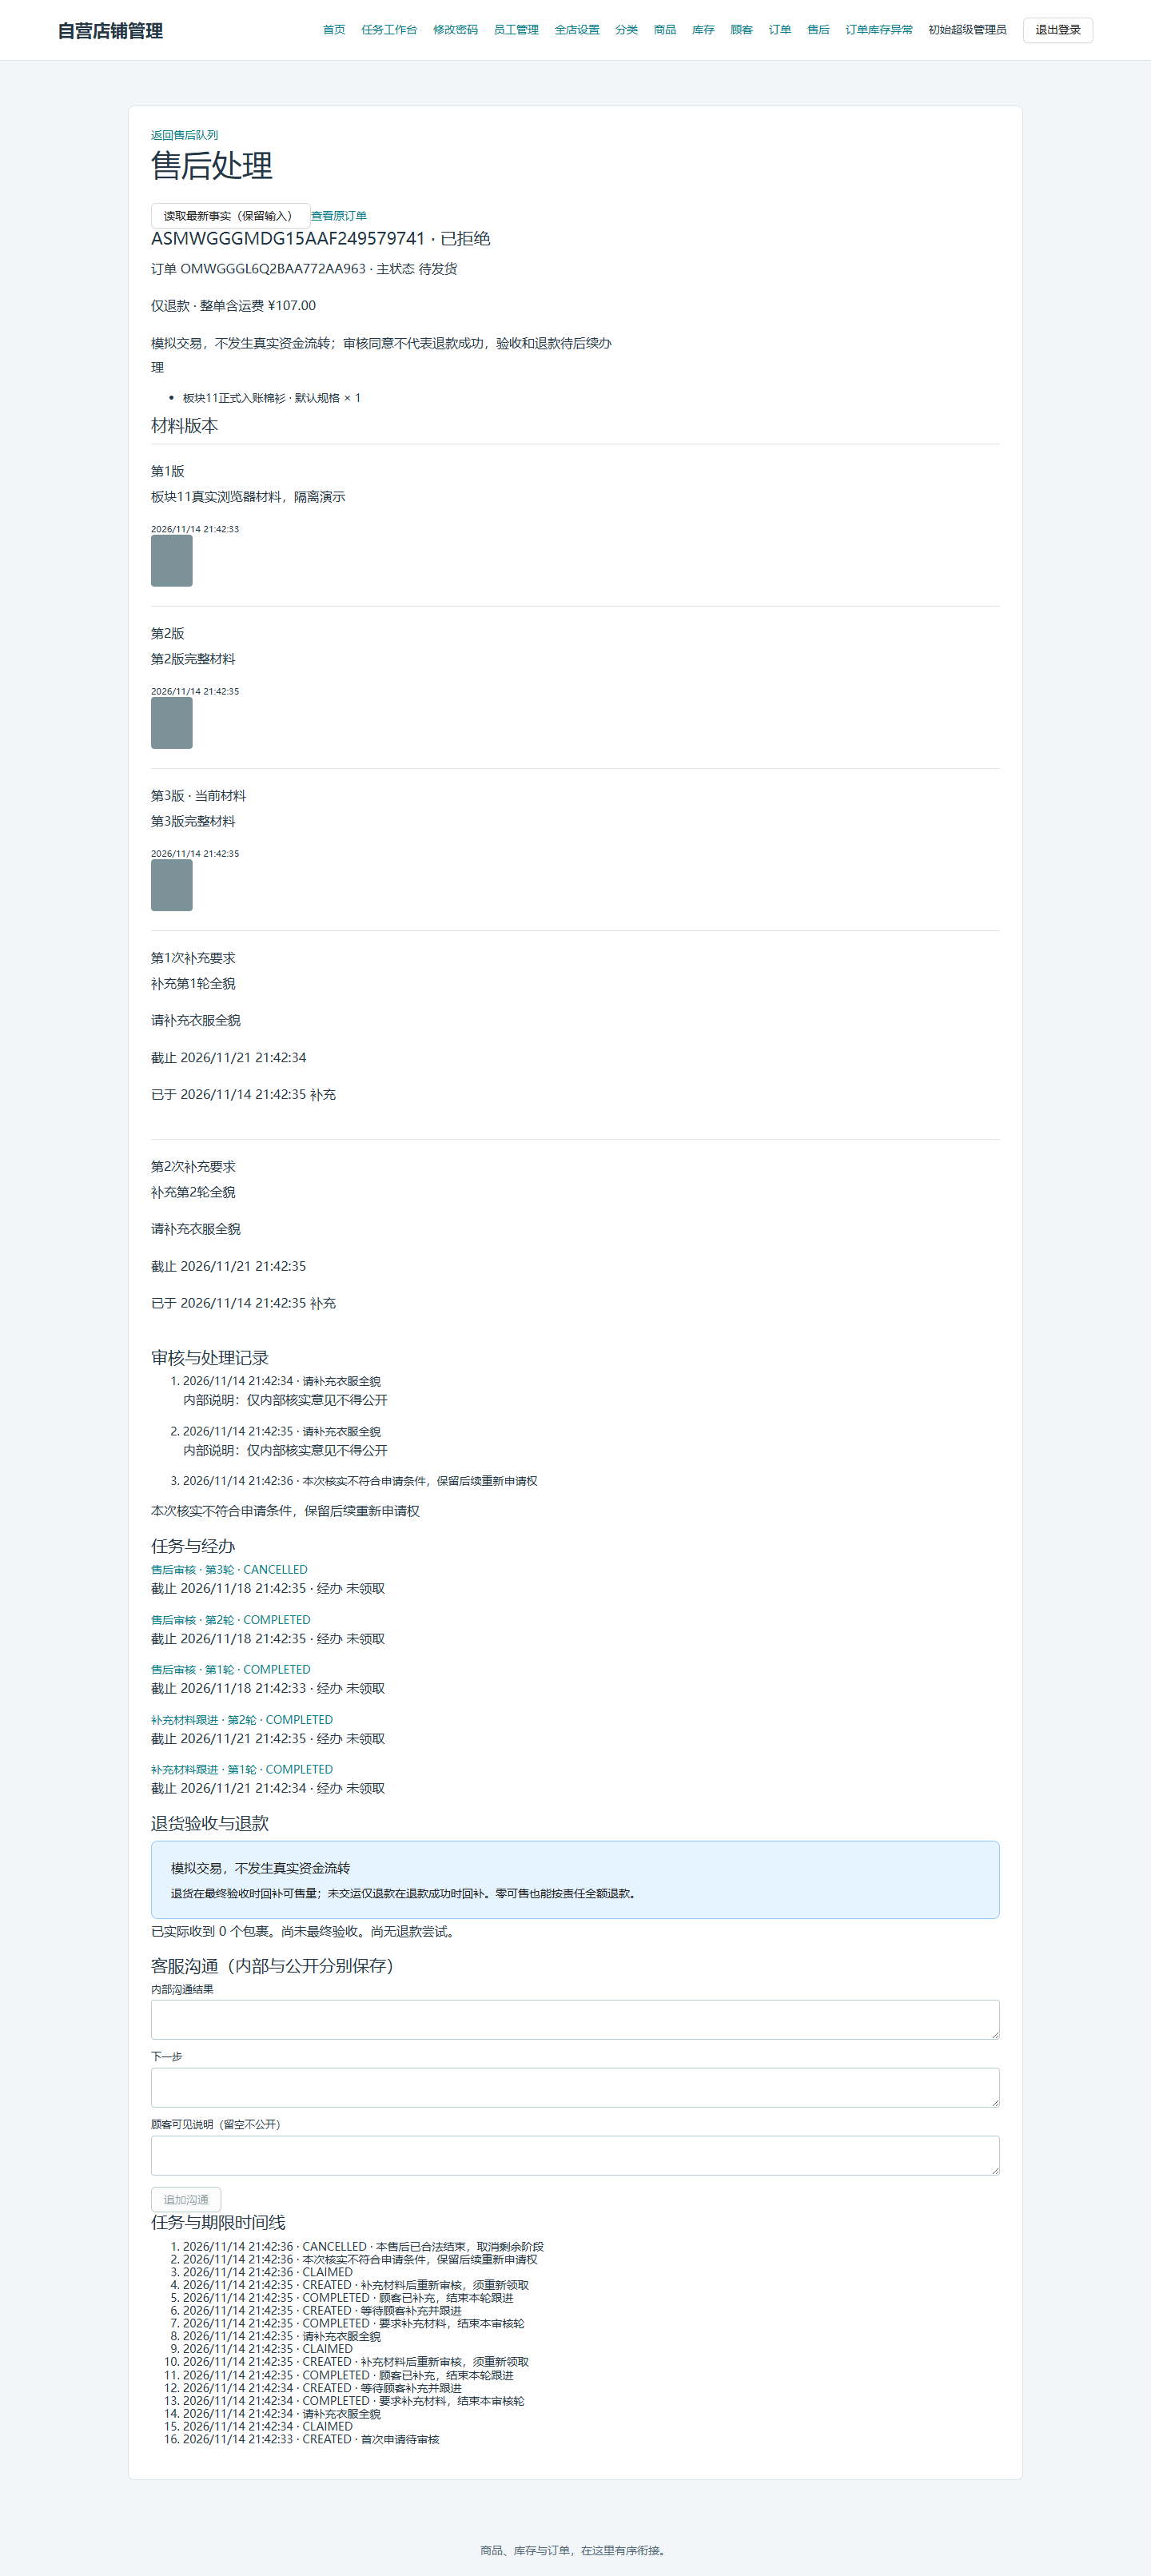 自营店铺管理
首页 任务工作台 修改密码 员工管理 全店设置 分类 商品 库存 顾客 订单 售后 订单库存异常 初始超级管理员 退出登录
返回售后队列
售后处理
读取最新事实（保留输入） 查看原订单
ASMWGGGMDG15AAF249579741 · 已拒绝
订单 OMWGGGL6Q2BAA772AA963 · 主状态 待发货
仅退款 · 整单含运费 ¥107.00
模拟交易，不发生真实资金流转；审核同意不代表退款成功，验收和退款待后续办
理
• 板块11正式入账棉衫 · 默认规格 × 1
材料版本
第1版
板块11真实浏览器材料，隔离演示
2026/11/14 21:42:33
第2版
第2版完整材料
2026/11/14 21:42:35
第3版 · 当前材料
第3版完整材料
2026/11/14 21:42:35
第1次补充要求
补充第1轮全貌
请补充衣服全貌
截止 2026/11/21 21:42:34
已于 2026/11/14 21:42:35 补充
第2次补充要求
补充第2轮全貌
请补充衣服全貌
截止 2026/11/21 21:42:35
已于 2026/11/14 21:42:35 补充
审核与处理记录
1. 2026/11/14 21:42:34 · 请补充衣服全貌
内部说明：仅内部核实意见不得公开
2. 2026/11/14 21:42:35 · 请补充衣服全貌
内部说明：仅内部核实意见不得公开
3. 2026/11/14 21:42:36 · 本次核实不符合申请条件，保留后续重新申请权
本次核实不符合申请条件，保留后续重新申请权
任务与经办
售后审核 · 第3轮 · CANCELLED
截止 2026/11/18 21:42:35 · 经办 未领取
售后审核 · 第2轮 · COMPLETED
截止 2026/11/18 21:42:35 · 经办 未领取
售后审核 · 第1轮 · COMPLETED
截止 2026/11/18 21:42:33 · 经办 未领取
补充材料跟进 · 第2轮 · COMPLETED
截止 2026/11/21 21:42:35 · 经办 未领取
补充材料跟进 · 第1轮 · COMPLETED
截止 2026/11/21 21:42:34 · 经办 未领取
退货验收与退款
模拟交易，不发生真实资金流转
退货在最终验收时回补可售量；未交运仅退款在退款成功时回补。零可售也能按责任全额退款。
已实际收到 0 个包裹。尚未最终验收。尚无退款尝试。
客服沟通（内部与公开分别保存）
内部沟通结果
下一步
顾客可见说明（留空不公开）
追加沟通
任务与期限时间线
1. 2026/11/14 21:42:36 · CANCELLED · 本售后已合法结束，取消剩余阶段
2. 2026/11/14 21:42:36 · 本次核实不符合申请条件，保留后续重新申请权
3. 2026/11/14 21:42:36 · CLAIMED
4. 2026/11/14 21:42:35 · CREATED · 补充材料后重新审核，须重新领取
5. 2026/11/14 21:42:35 · COMPLETED · 顾客已补充，结束本轮跟进
6. 2026/11/14 21:42:35 · CREATED · 等待顾客补充并跟进
7. 2026/11/14 21:42:35 · COMPLETED · 要求补充材料，结束本审核轮
8. 2026/11/14 21:42:35 · 请补充衣服全貌
9. 2026/11/14 21:42:35 · CLAIMED
10. 2026/11/14 21:42:35 · CREATED · 补充材料后重新审核，须重新领取
11. 2026/11/14 21:42:35 · COMPLETED · 顾客已补充，结束本轮跟进
12. 2026/11/14 21:42:34 · CREATED · 等待顾客补充并跟进
13. 2026/11/14 21:42:34 · COMPLETED · 要求补充材料，结束本审核轮
14. 2026/11/14 21:42:34 · 请补充衣服全貌
15. 2026/11/14 21:42:34 · CLAIMED
16. 2026/11/14 21:42:33 · CREATED · 首次申请待审核
商品、库存与订单，在这里有序衔接。